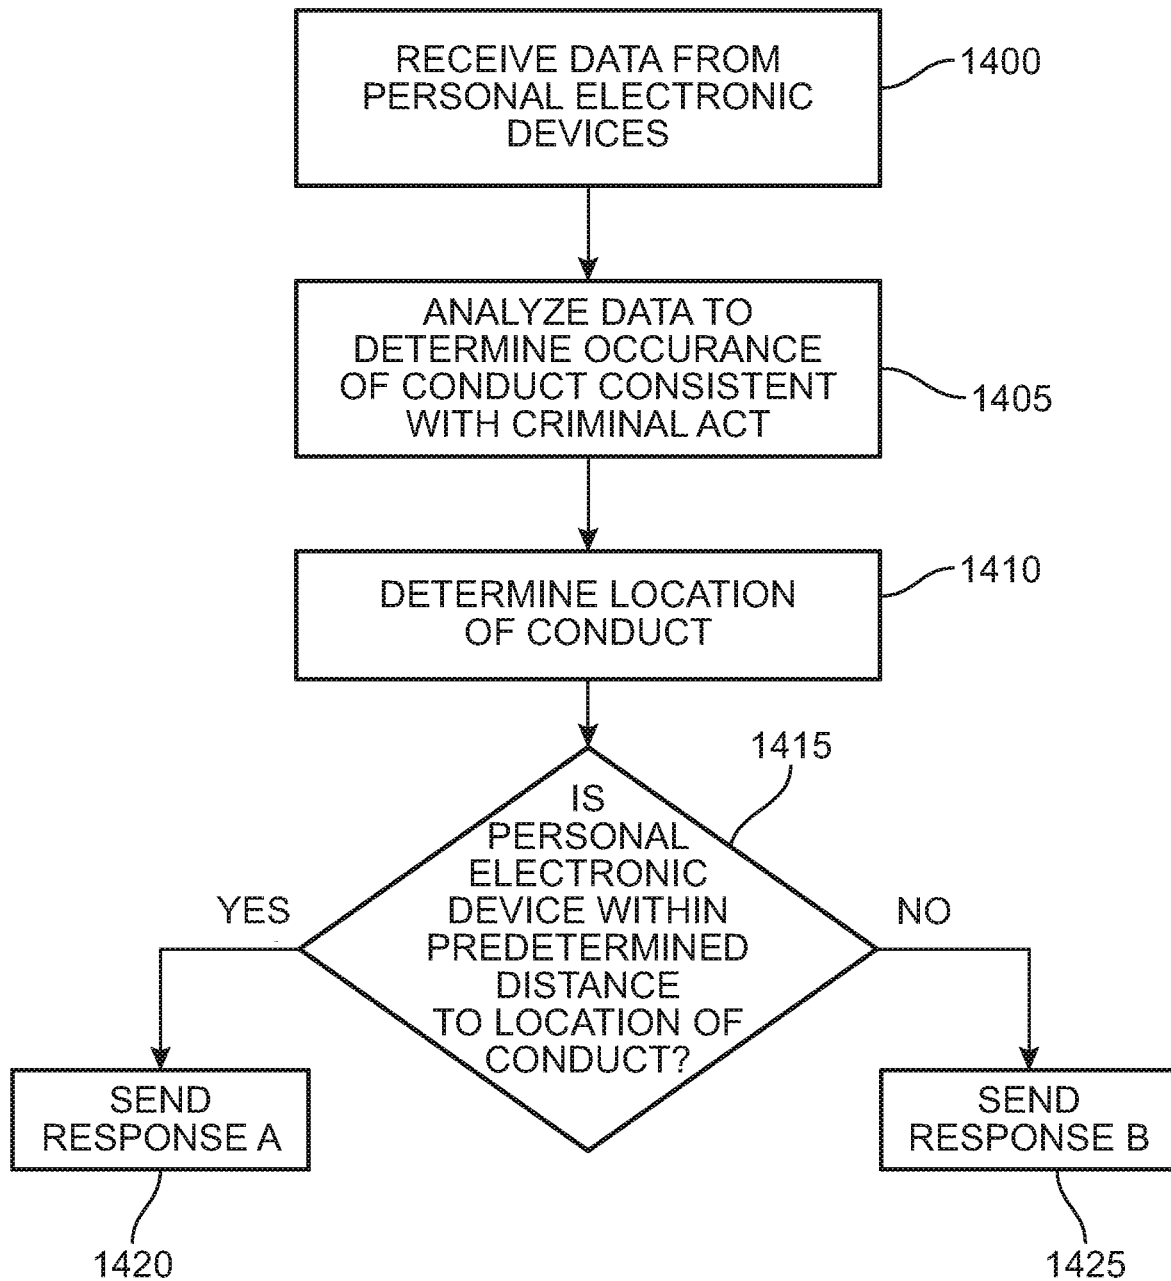 RECEIVE DATA FROM
PERSONAL ELECTRONIC
DEVICES
1400
ANALYZE DATA TO
DETERMINE OCCURANCE
OF CONDUCT CONSISTENT
WITH CRIMINAL ACT
1405
DETERMINE LOCATION
OF CONDUCT
1410
1415
IS
PERSONAL
ELECTRONIC
DEVICE WITHIN
PREDETERMINED
DISTANCE
TO LOCATION OF
CONDUCT?
YES
NO
SEND
RESPONSE A
1420
SEND
RESPONSE B
1425